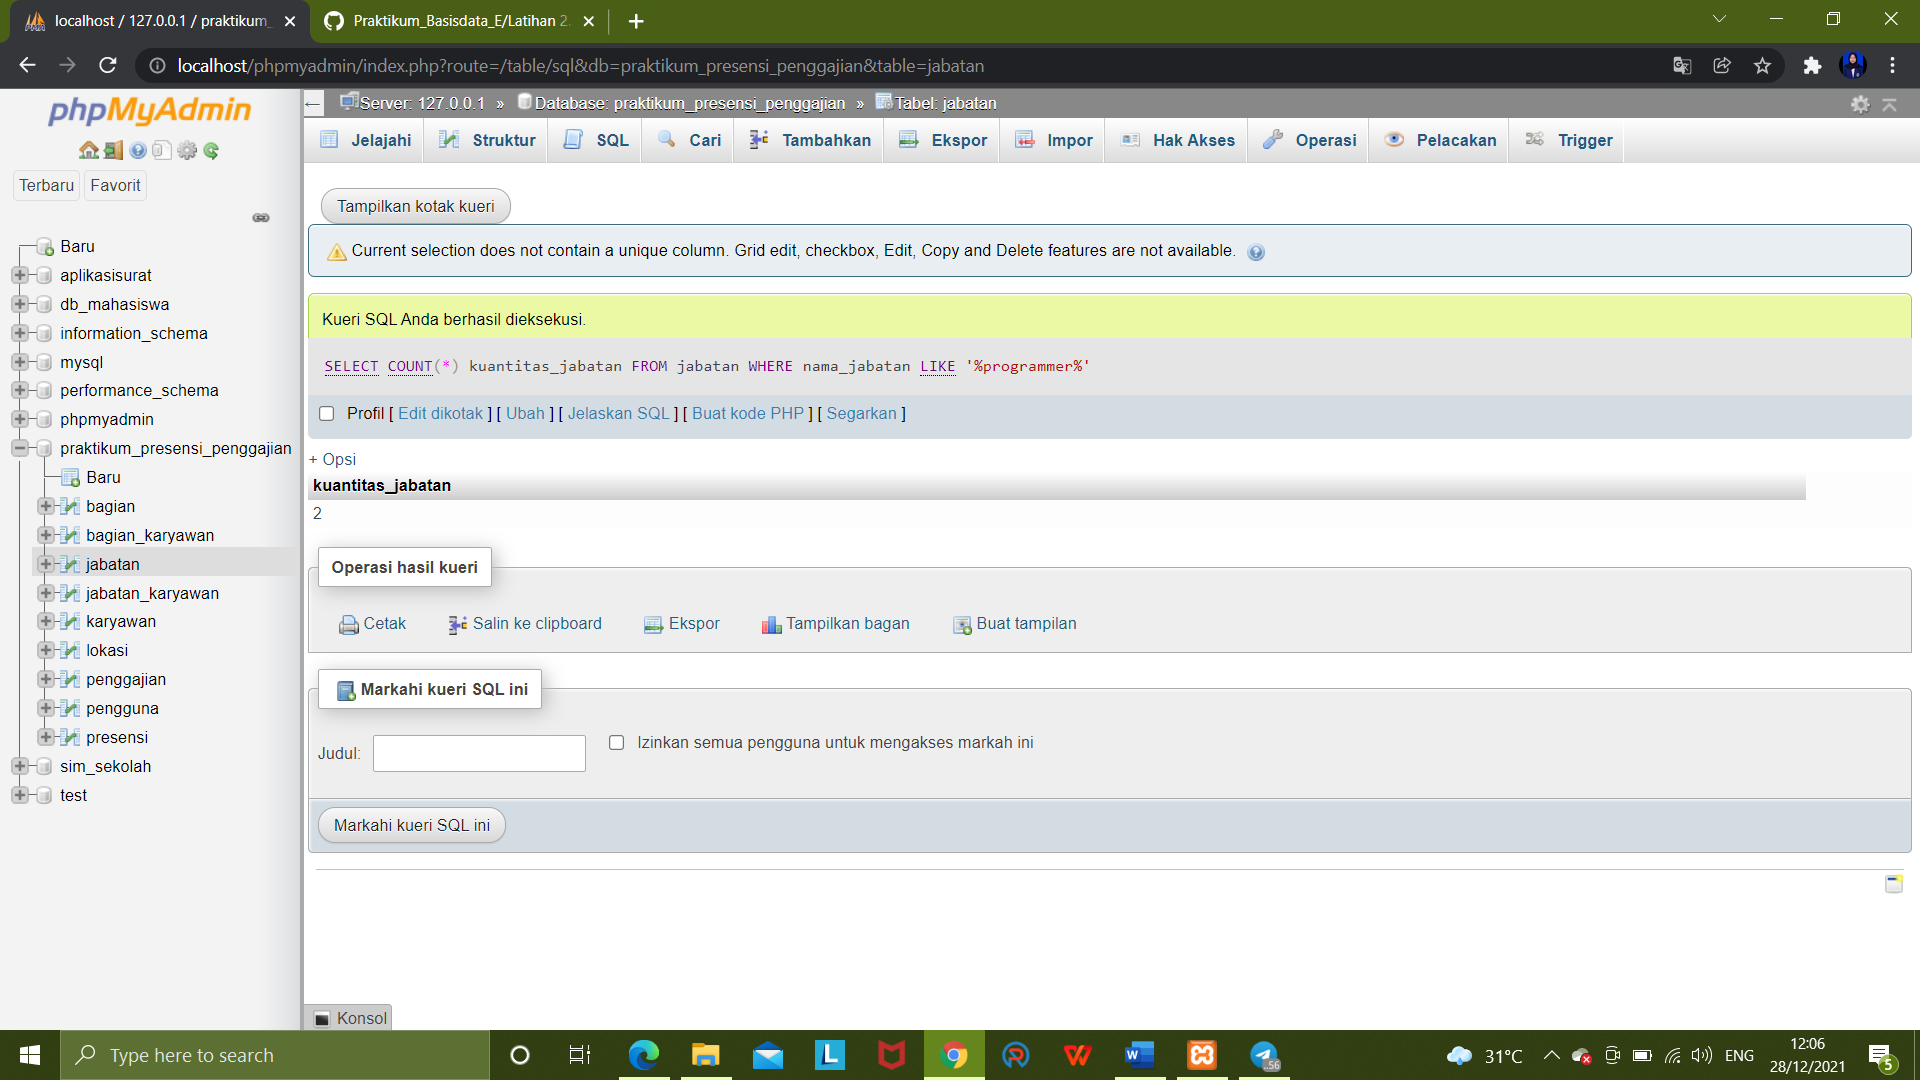 localhost / 127.0.0.1 / praktikum_
Praktikum_Basisdata_E/Latihan 2.
localhost/phpmyadmin/index.php?route=/table/sql&db=praktikum_presensi_penggajian&table=jabatan
phpMyAdmin
Terbaru Favorit
Baru
aplikasisurat
db_mahasiswa
information_schema
mysql
performance_schema
phpmyadmin
praktikum_presensi_penggajian
Baru
bagian
bagian_karyawan
jabatan
jabatan_karyawan
karyawan
lokasi
penggajian
pengguna
presensi
sim_sekolah
test
Server: 127.0.0.1 » Database: praktikum_presensi_penggajian » Tabel: jabatan
Jelajahi Struktur SQL Cari Tambahkan Ekspor Impor Hak Akses Operasi Pelacakan Trigger
Tampilkan kotak kueri
Current selection does not contain a unique column. Grid edit, checkbox, Edit, Copy and Delete features are not available.
Kueri SQL Anda berhasil dieksekusi.
SELECT COUNT(*) kuantitas_jabatan FROM jabatan WHERE nama_jabatan LIKE '%programmer%'
Profil [ Edit dikotak ] [ Ubah ] [ Jelaskan SQL ] [ Buat kode PHP ] [ Segarkan ]
+ Opsi
kuantitas_jabatan
2
Operasi hasil kueri
Cetak Salin ke clipboard Ekspor Tampilkan bagan Buat tampilan
Markahi kueri SQL ini
Judul: Izinkan semua pengguna untuk mengakses markah ini
Markahi kueri SQL ini
Konsol
Type here to search
31°C
ENG
12:06
28/12/2021
5